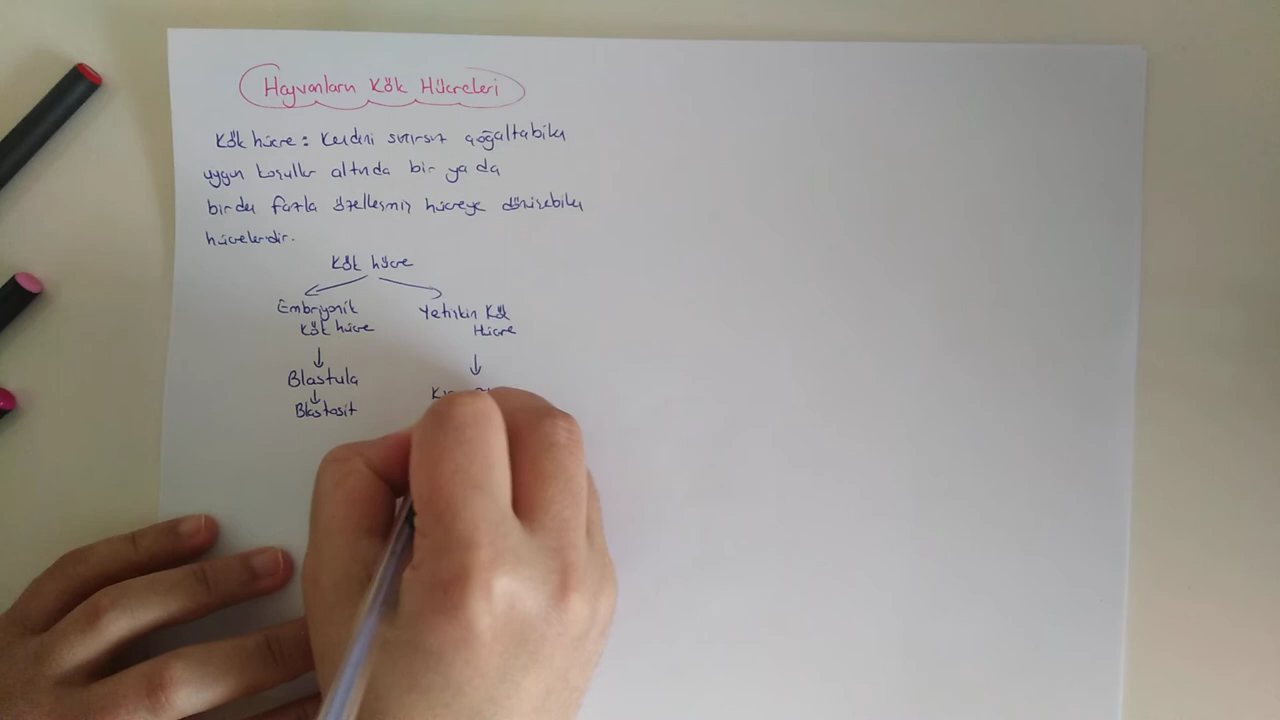 Hayvanların Kök Hücreleri
Kök hücre: Kendini sınırsız çoğaltabilen
uygun koşullar altında bir ya da
birden fazla özelleşmiş hücreye dönüşebilen
hücrelerdir.
Kök hücre
Embriyonik Yetişkin Kök
Kök hücre Hücre
↓ ↓
Blastula
↓
Blastosit